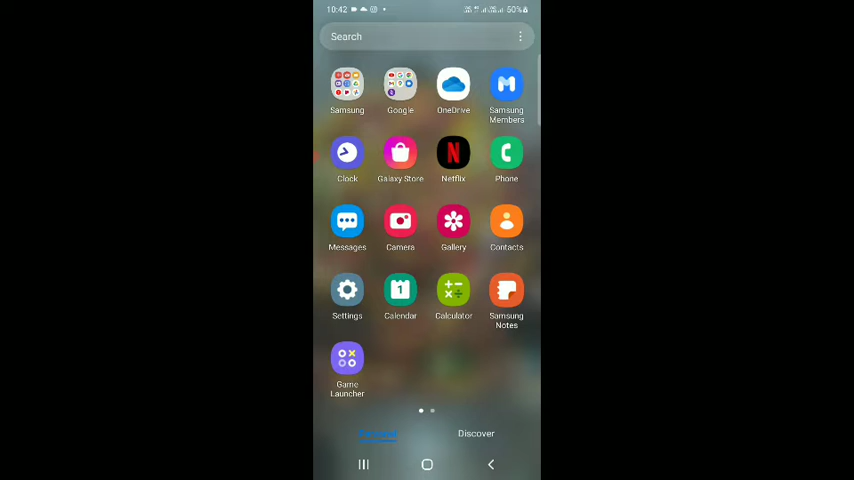 10:42 50%
Search
Samsung Google OneDrive Samsung Members
Clock Galaxy Store Netflix Phone
Messages Camera Gallery Contacts
Settings Calendar Calculator Samsung Notes
1
Game Launcher
Discover